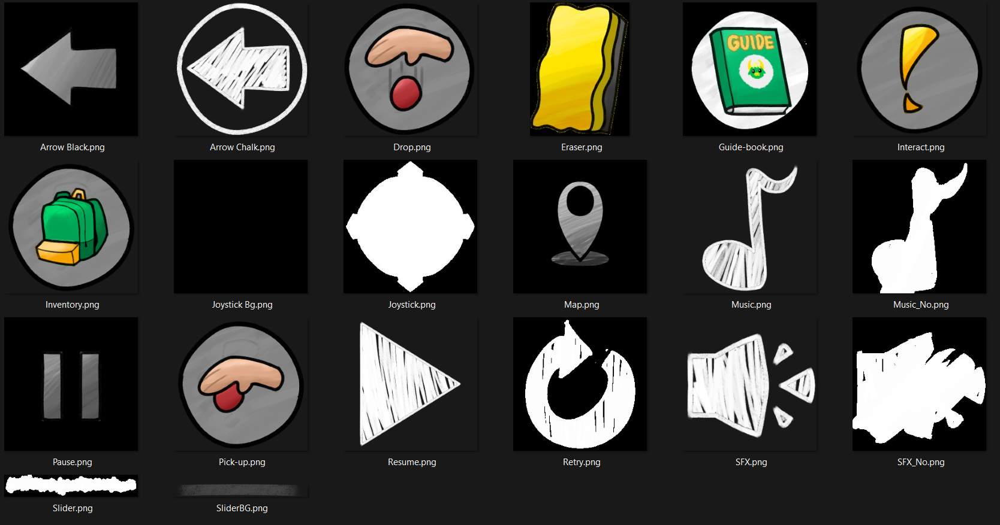 GUIDE
Arrow Black.png
Arrow Chalk.png
Drop.png
Eraser.png
Guide-book.png
Interact.png
Inventory.png
Joystick Bg.png
Joystick.png
Map.png
Music.png
Music_No.png
Pause.png
Pick-up.png
Resume.png
Retry.png
SFX.png
SFX_No.png
Slider.png
SliderBG.png